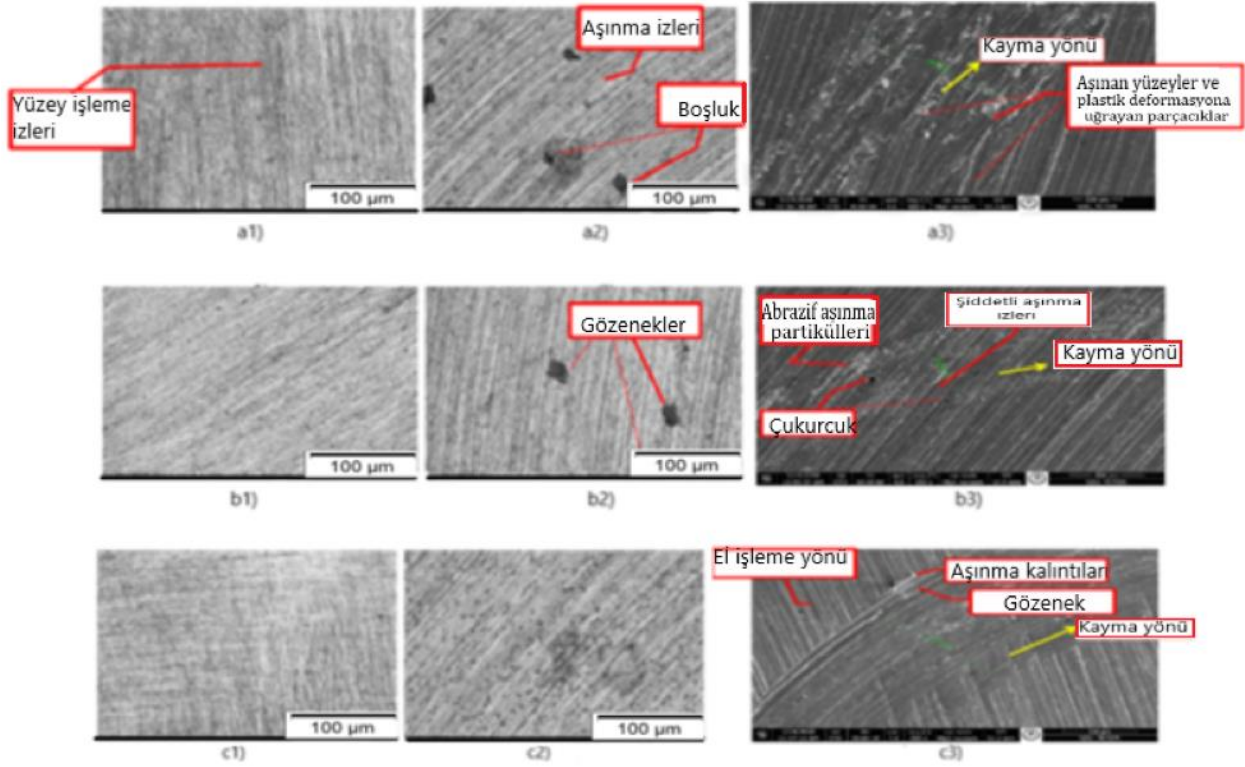 Yüzey işleme
izleri
Aşınma izleri
Boşluk
Kayma yönü
Aşınan yüzeyler ve
plastik deformasyona
uğrayan parçacıklar
100 µm
100 µm
a1)
a2)
a3)
Gözenekler
Abrazif aşınma
partikülleri
Şiddetli aşınma
izleri
Kayma yönü
Çukurcuk
100 µm
100 µm
b1)
b2)
b3)
El işleme yönü
Aşınma kalıntıları
Gözenek
Kayma yönü
100 µm
100 µm
c1)
c2)
c3)